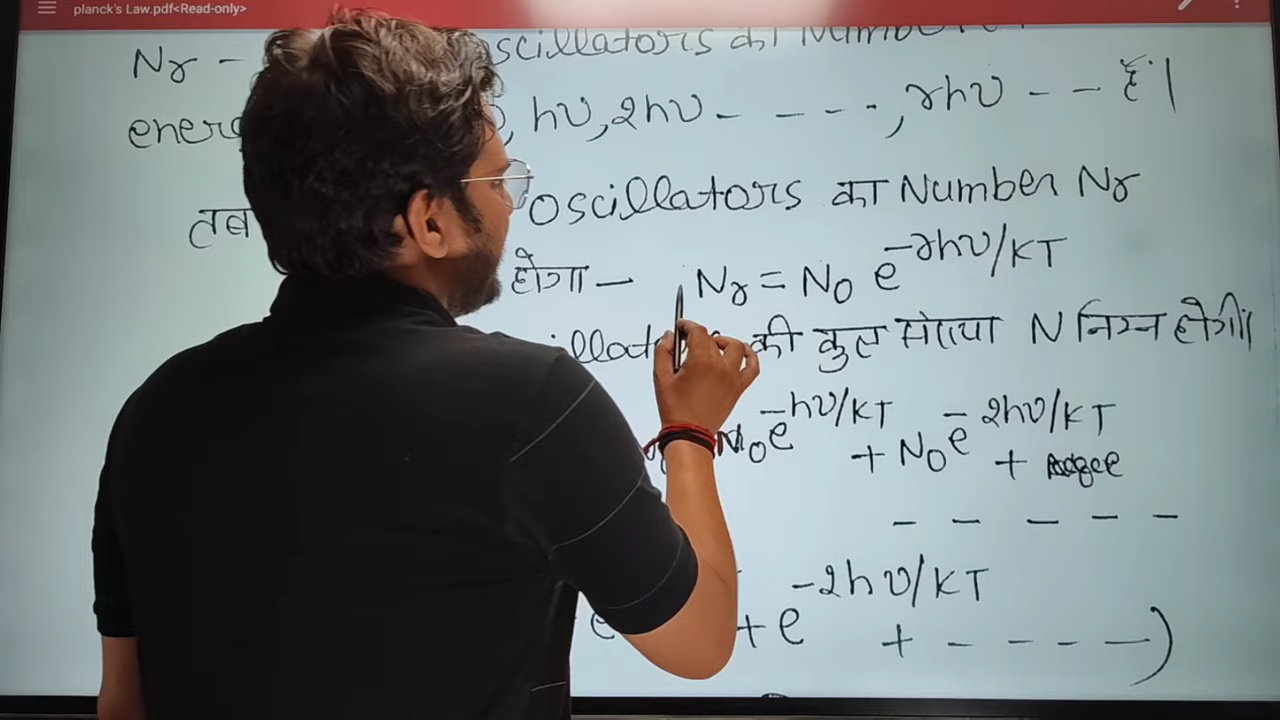 planck's Law.pdf<Read-only>
Nr - oscillators का Number
energ , hν, 2hν - - - - -, rhν - - - हैं।
तब oscillators का Number Nr
होगा — Nr = N0 e^-rhν/KT
illat की कुल संख्या N निम्न होगी।
N0 e^-hν/KT + N0 e^-2hν/KT +
- - - - -
e + e^-2hν/KT + - - - -)